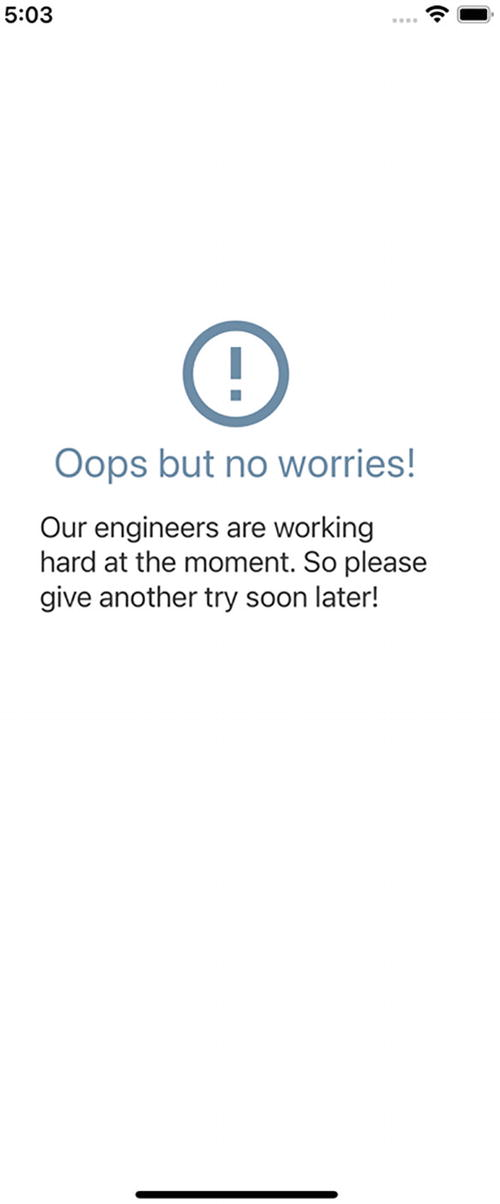 5:03
Oops but no worries!
Our engineers are working
hard at the moment. So please
give another try soon later!